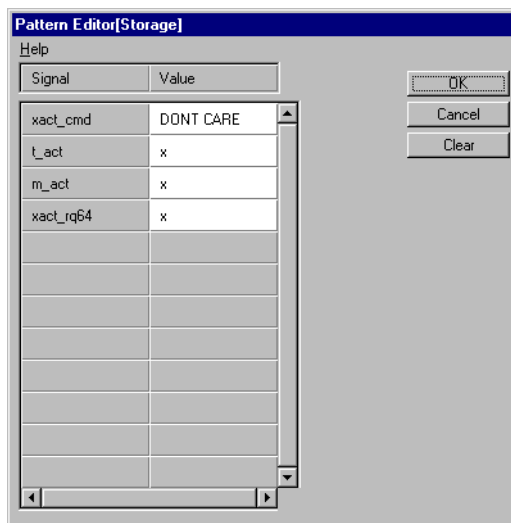 Pattern Editor[Storage]
Help
Signal Value
OK
xact_cmd DONT CARE
Cancel
t_act x
Clear
m_act x
xact_rq64 x